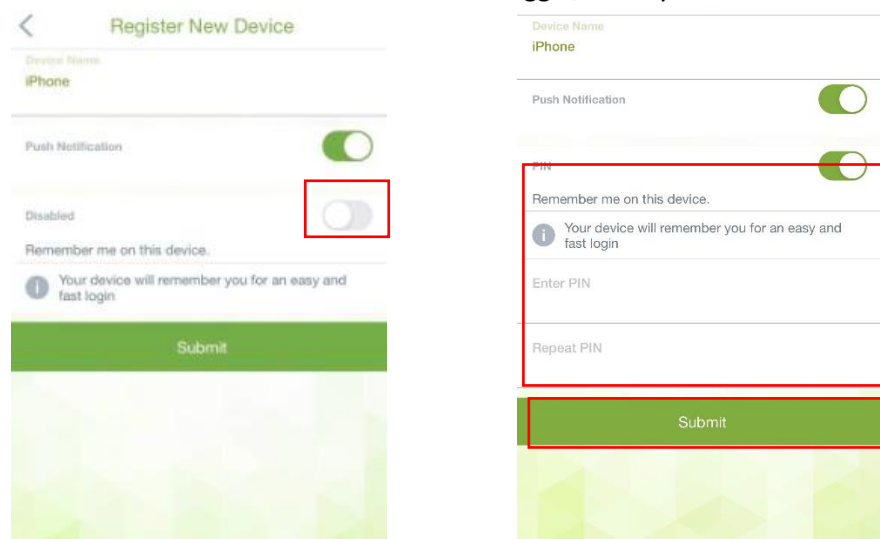 Register New Device
Device Name
iPhone
Push Notification
Disabled
Remember me on this device.
Your device will remember you for an easy and
fast login
Submit
Device Name
iPhone
Push Notification
PIN
Remember me on this device.
Your device will remember you for an easy and
fast login
Enter PIN
Repeat PIN
Submit